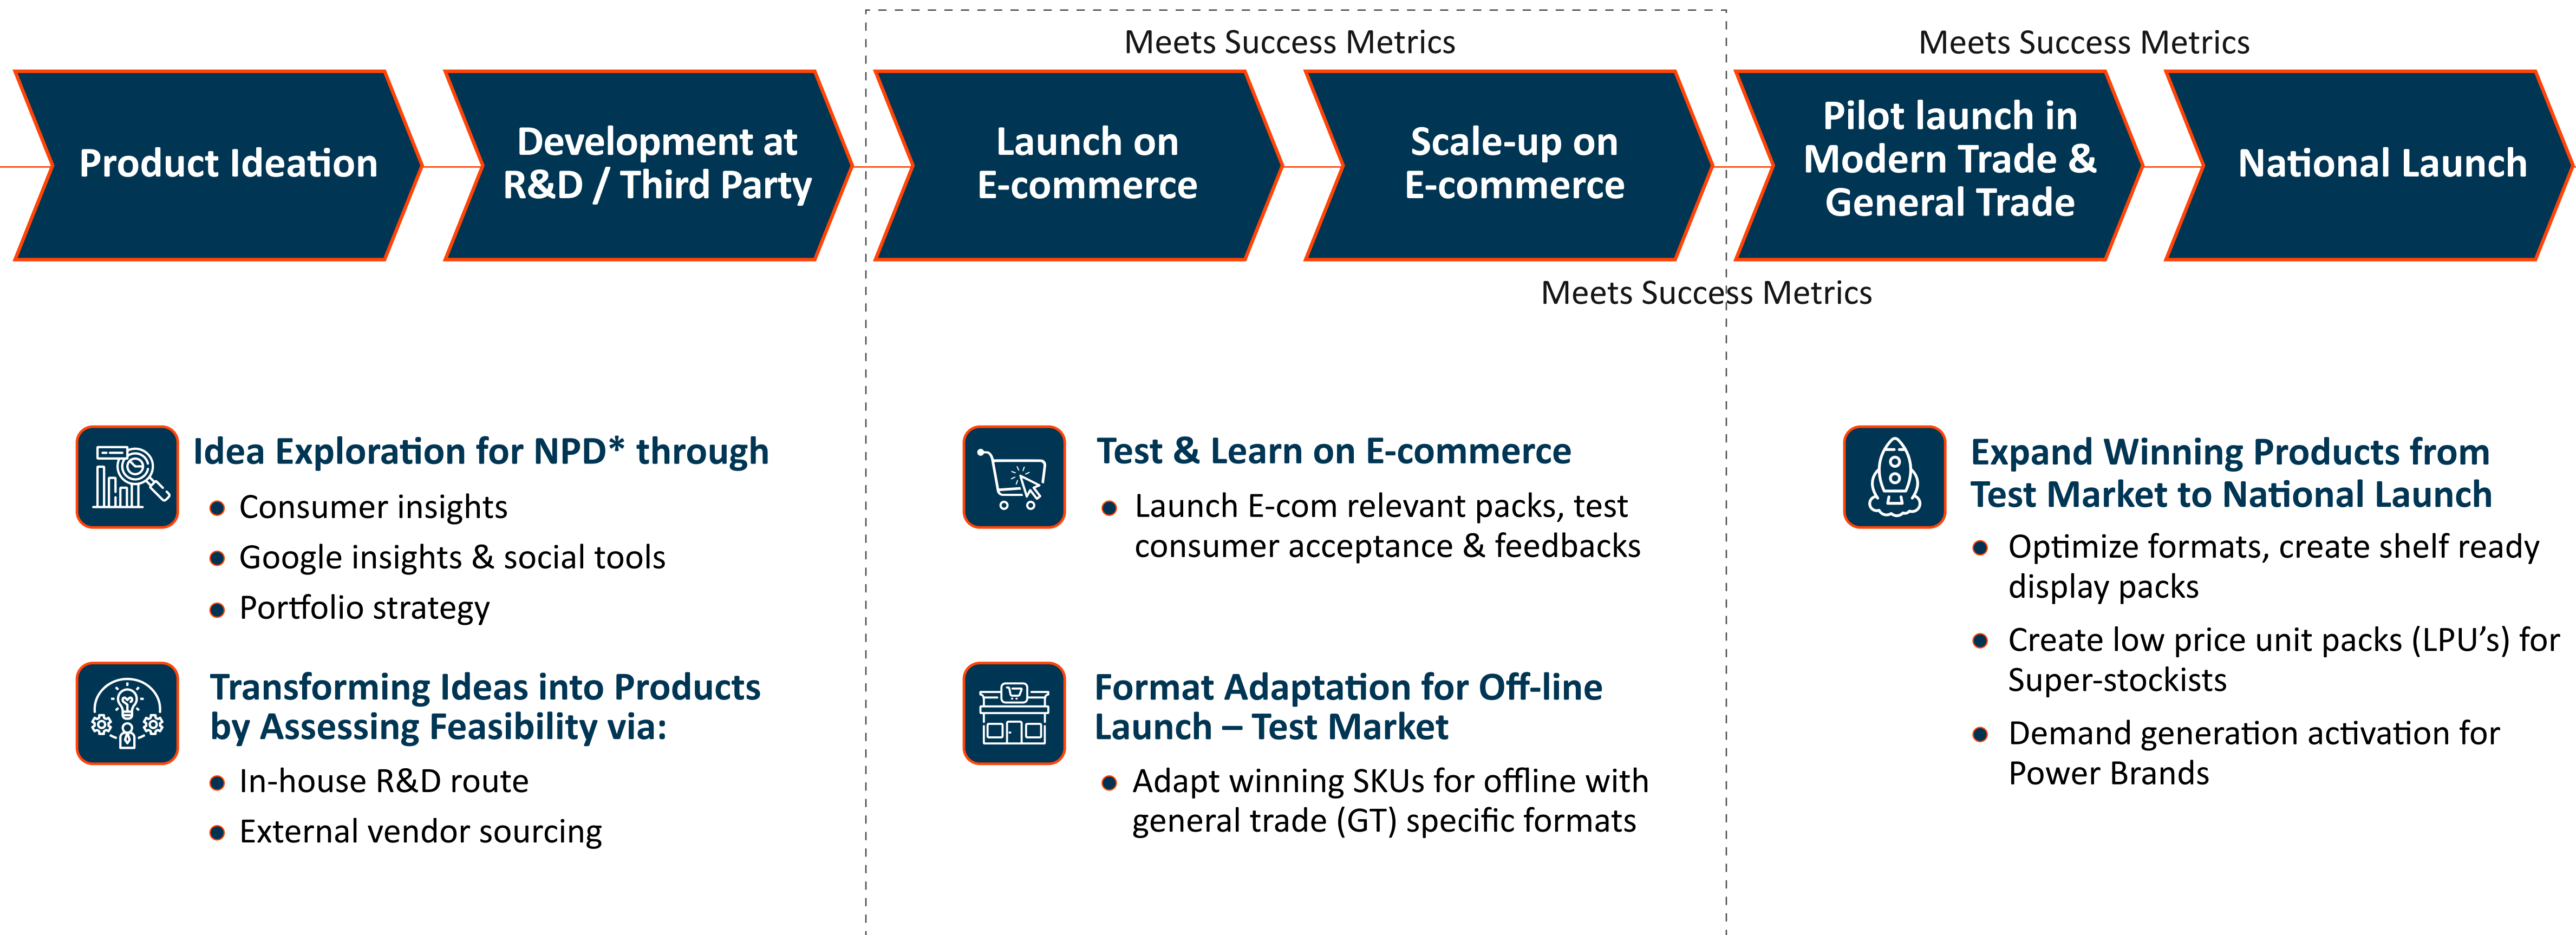 Meets Success Metrics
Meets Success Metrics
Product Ideation
Development at
R&D / Third Party
Launch on
E-commerce
Scale-up on
E-commerce
Pilot launch in
Modern Trade &
General Trade
National Launch
Meets Success Metrics
Idea Exploration for NPD* through
Consumer insights
Google insights & social tools
Portfolio strategy
Transforming Ideas into Products
by Assessing Feasibility via:
In-house R&D route
External vendor sourcing
Test & Learn on E-commerce
Launch E-com relevant packs, test
consumer acceptance & feedbacks
Format Adaptation for Off-line
Launch – Test Market
Adapt winning SKUs for offline with
general trade (GT) specific formats
Expand Winning Products from
Test Market to National Launch
Optimize formats, create shelf ready
display packs
Create low price unit packs (LPU’s) for
Super-stockists
Demand generation activation for
Power Brands